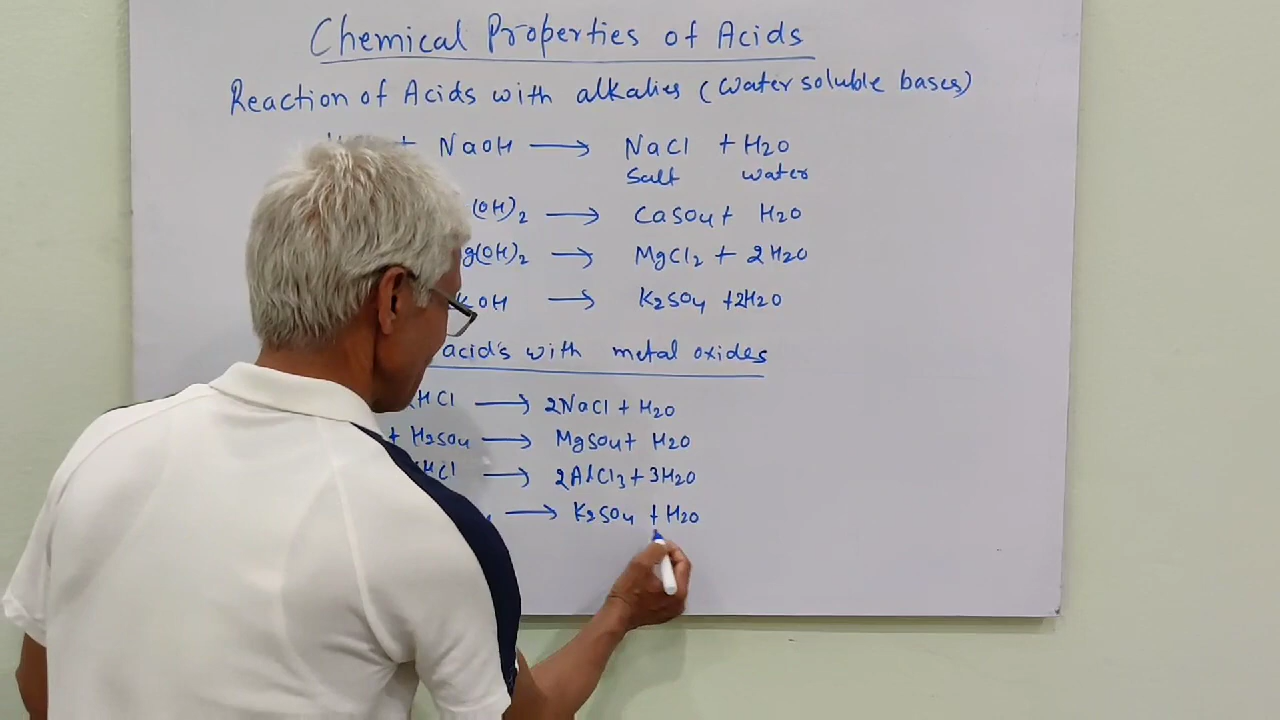 Chemical Properties of Acids
Reaction of Acids with alkalies (Water soluble bases)
+ NaOH ⟶ NaCl + H2O
Salt water
(OH)2 ⟶ CaSO4 + H2O
g(OH)2 ⟶ MgCl2 + 2H2O
KOH ⟶ K2SO4 + 2H2O
acid's with metal oxides
HCl ⟶ 2NaCl + H2O
+ H2SO4 ⟶ MgSO4 + H2O
HCl ⟶ 2AlCl3 + 3H2O
⟶ K2SO4 + H2O